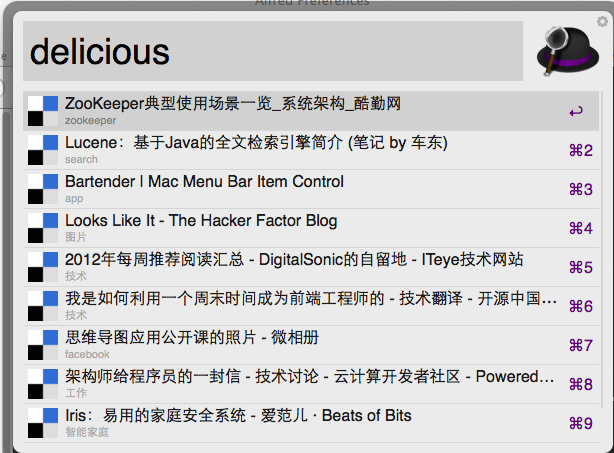 Alfred Preferences
delicious
ZooKeeper典型使用场景一览_系统架构_酷勤网
zookeeper
↩
Lucene：基于Java的全文检索引擎简介 (笔记 by 车东)
search
⌘2
Bartender | Mac Menu Bar Item Control
app
⌘3
Looks Like It - The Hacker Factor Blog
图片
⌘4
2012年每周推荐阅读汇总 - DigitalSonic的自留地 - ITeye技术网站
技术
⌘5
我是如何利用一个周末时间成为前端工程师的 - 技术翻译 - 开源中国…
技术
⌘6
思维导图应用公开课的照片 - 微相册
facebook
⌘7
架构师给程序员的一封信 - 技术讨论 - 云计算开发者社区 - Powered…
工作
⌘8
Iris：易用的家庭安全系统 - 爱范儿 · Beats of Bits
智能家庭
⌘9